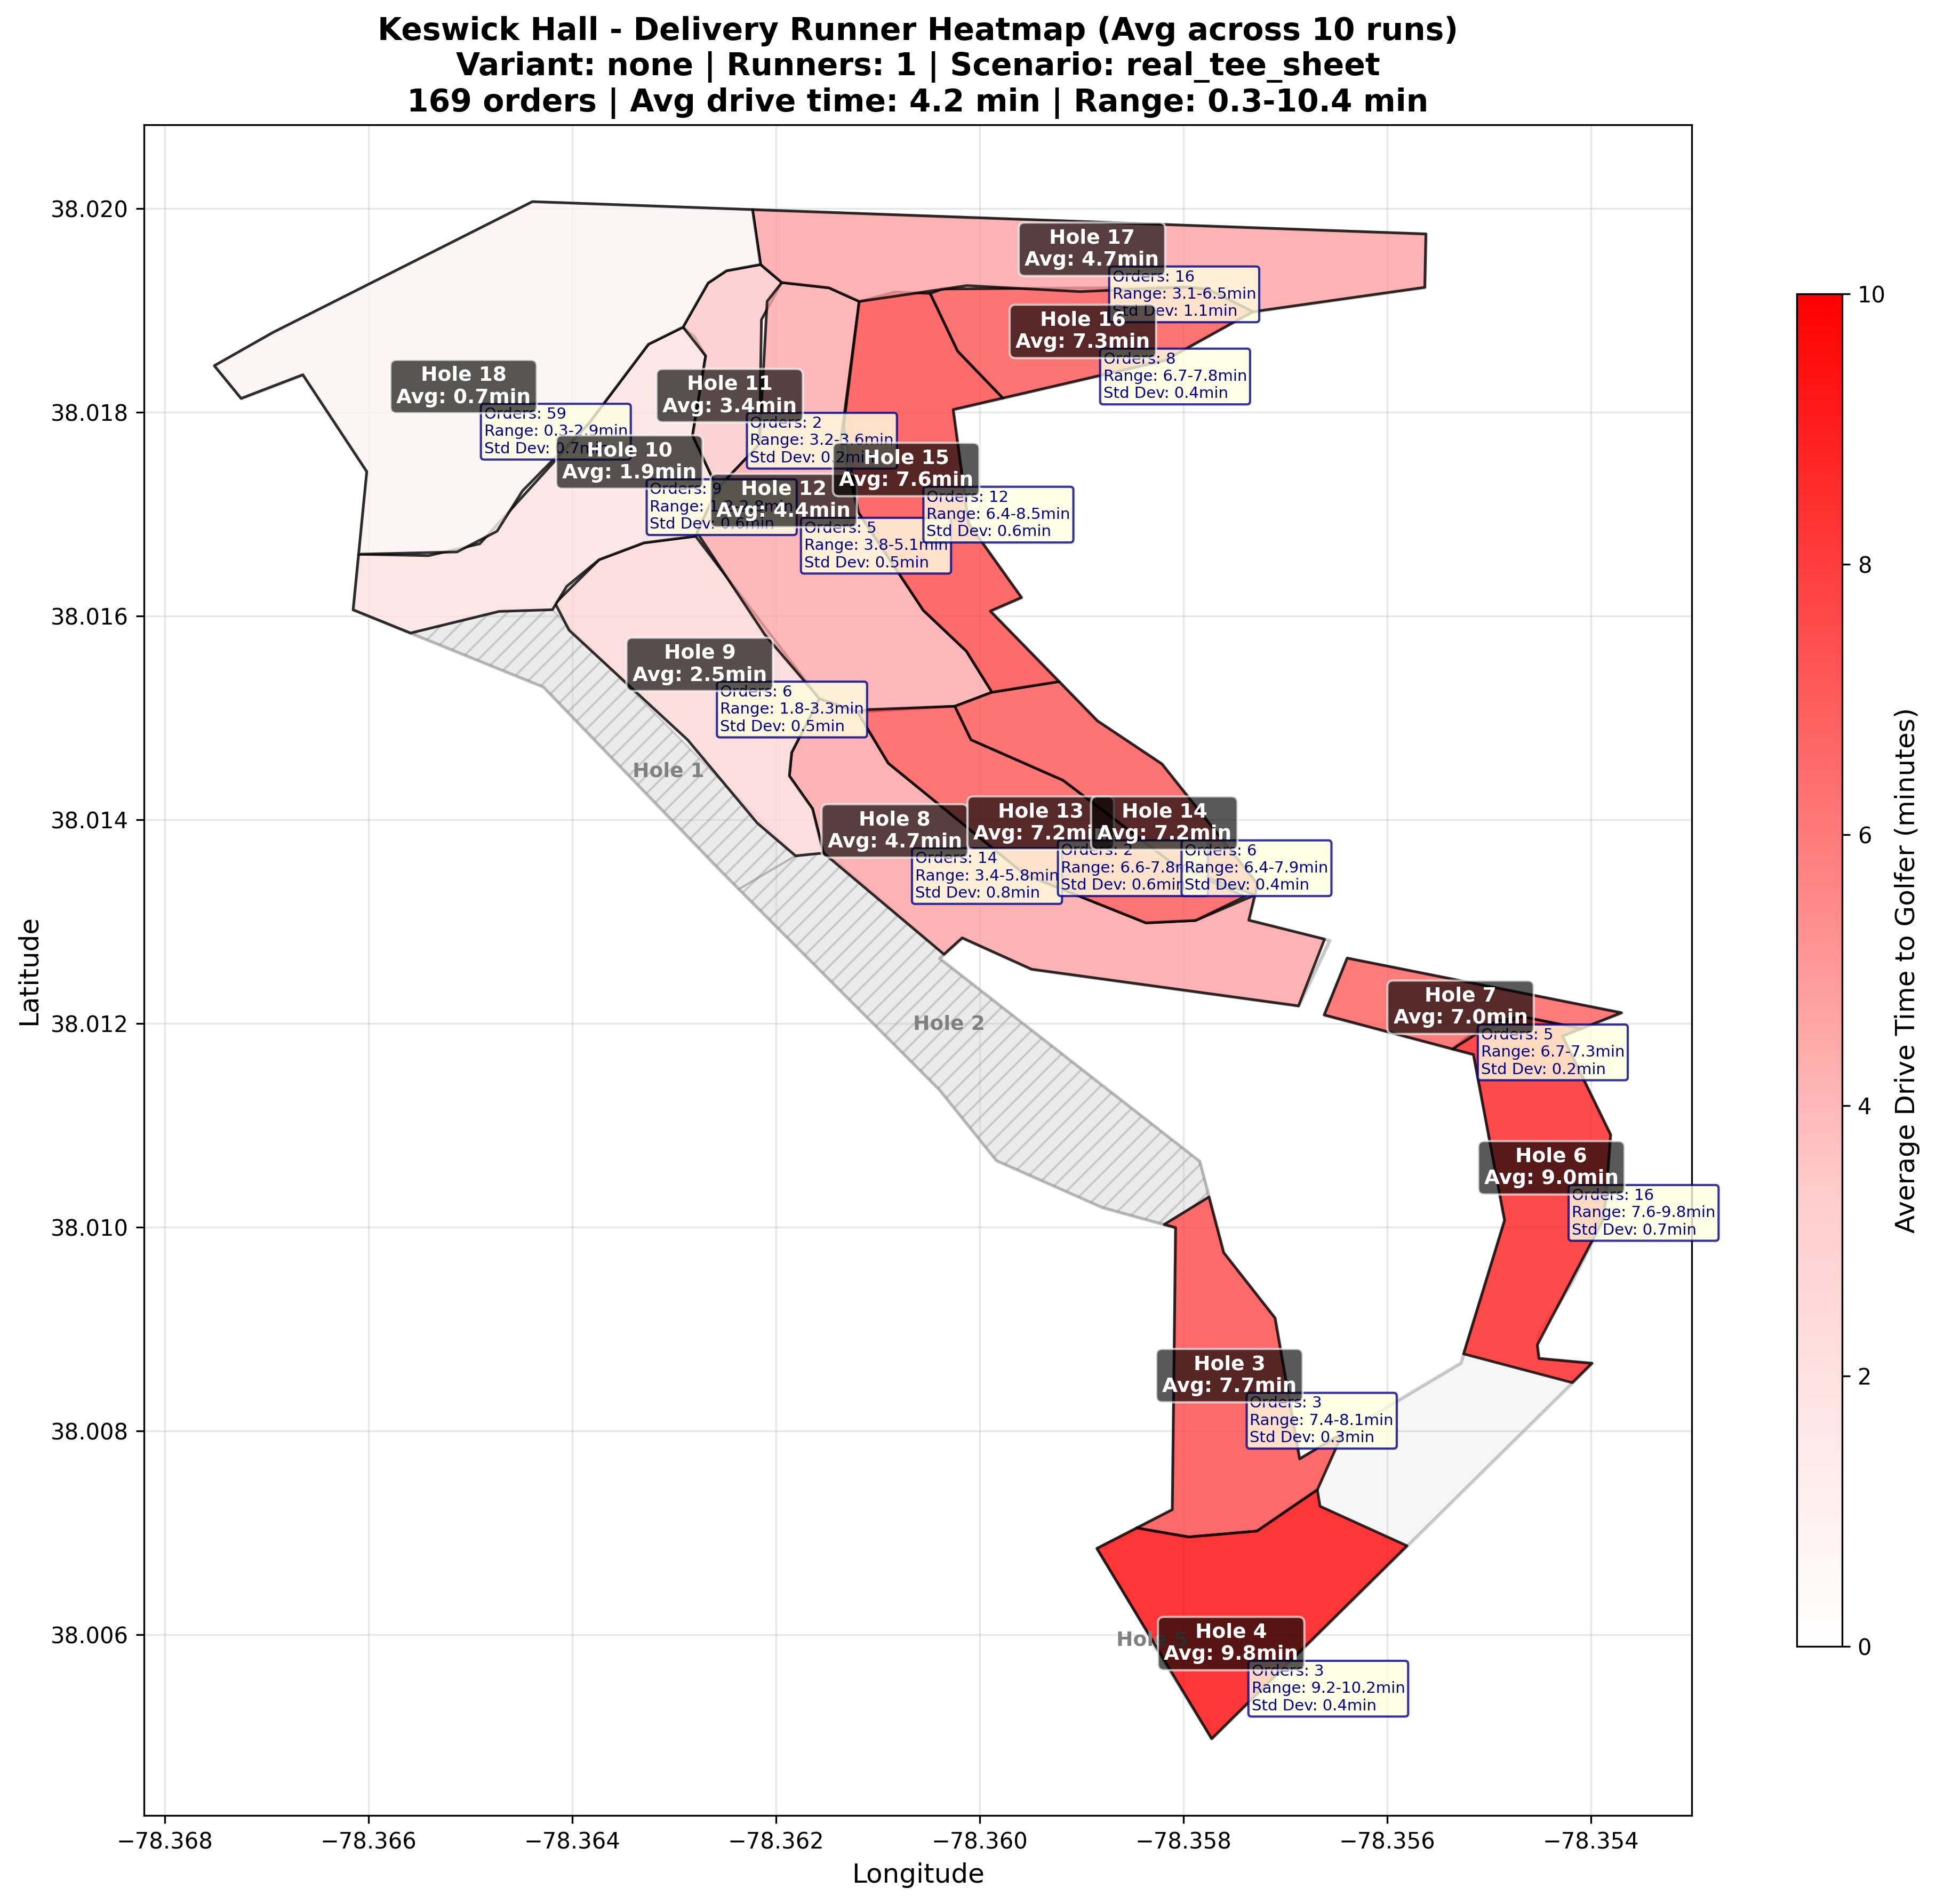 Keswick Hall - Delivery Runner Heatmap (Avg across 10 runs)
Variant: none | Runners: 1 | Scenario: real_tee_sheet
169 orders | Avg drive time: 4.2 min | Range: 0.3-10.4 min
Hole 17
Avg: 4.7min
Orders: 16
Range: 3.1-6.5min
Std Dev: 1.1min
Hole 16
Avg: 7.3min
Orders: 8
Range: 6.7-7.8min
Std Dev: 0.4min
Hole 18
Avg: 0.7min
Orders: 59
Range: 0.3-2.9min
Std Dev: 0.7min
Hole 11
Avg: 3.4min
Orders: 2
Range: 3.2-3.6min
Std Dev: 0.2min
Hole 10
Avg: 1.9min
Orders: 9
Range:
Std Dev: 0.6min
Hole 15
Avg: 7.6min
Orders: 12
Range: 6.4-8.5min
Std Dev: 0.6min
Hole 12
Avg: 4.4min
Orders: 5
Range: 3.8-5.1min
Std Dev: 0.5min
Hole 9
Avg: 2.5min
Orders: 6
Range: 1.8-3.3min
Std Dev: 0.5min
Hole 1
Hole 8
Avg: 4.7min
Orders: 14
Range: 3.4-5.8min
Std Dev: 0.8min
Hole 13
Avg: 7.2min
Orders: 2
Range: 6.6-7.8
Std Dev: 0.6min
Hole 14
Avg: 7.2min
Orders: 6
Range: 6.4-7.9min
Std Dev: 0.4min
Hole 2
Hole 7
Avg: 7.0min
Orders: 5
Range: 6.7-7.3min
Std Dev: 0.2min
Hole 6
Avg: 9.0min
Orders: 16
Range: 7.6-9.8min
Std Dev: 0.7min
Hole 3
Avg: 7.7min
Orders: 3
Range: 7.4-8.1min
Std Dev: 0.3min
Hole 5
Hole 4
Avg: 9.8min
Orders: 3
Range: 9.2-10.2min
Std Dev: 0.4min
38.020
38.018
38.016
38.014
38.012
38.010
38.008
38.006
Latitude
−78.368
−78.366
−78.364
−78.362
−78.360
−78.358
−78.356
−78.354
Longitude
10
8
6
4
2
0
Average Drive Time to Golfer (minutes)